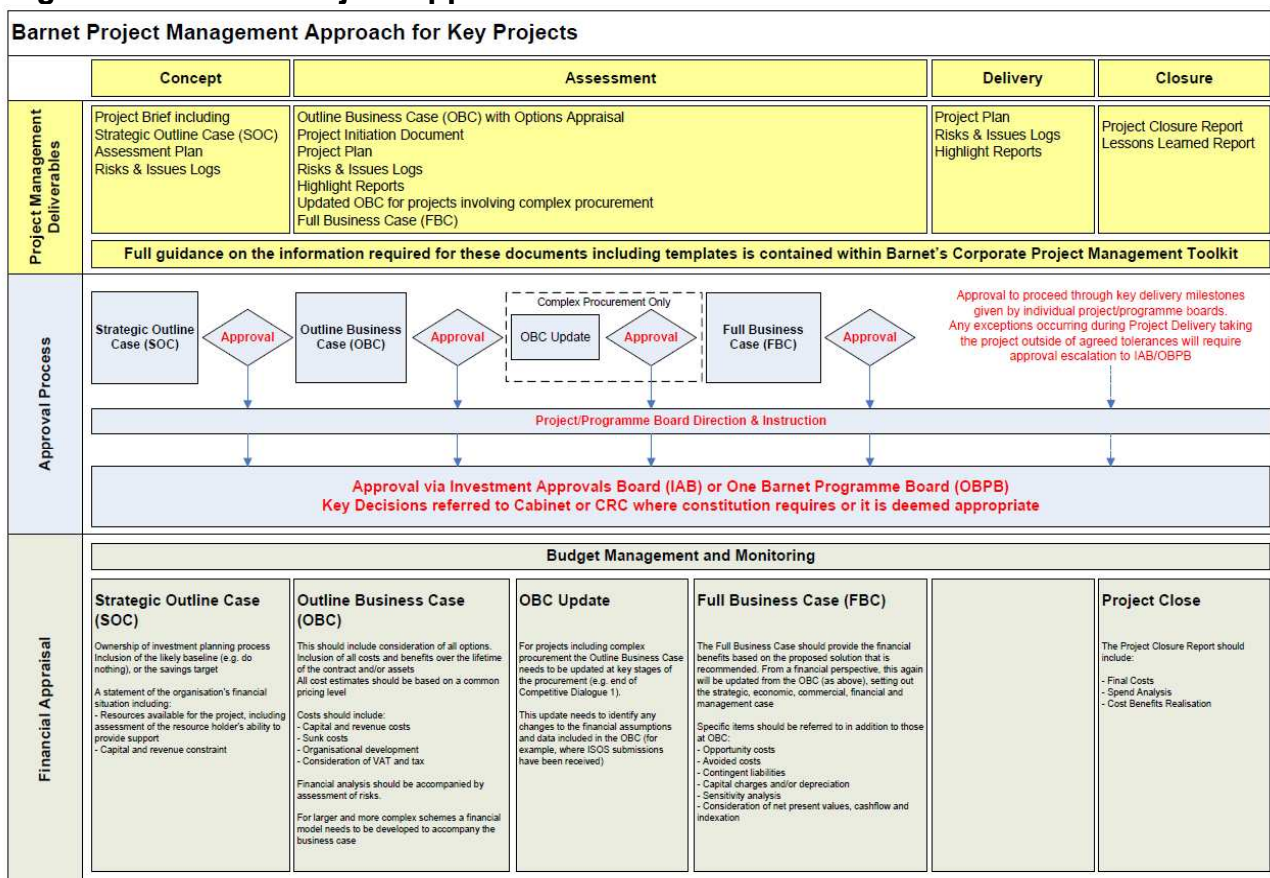 Barnet Project Management Approach for Key Projects
Concept
Assessment
Delivery
Closure
Project Management
Deliverables
Project Brief including
Strategic Outline Case (SOC)
Assessment Plan
Risks & Issues Logs
Outline Business Case (OBC) with Options Appraisal
Project Initiation Document
Project Plan
Risks & Issues Logs
Highlight Reports
Updated OBC for projects involving complex procurement
Full Business Case (FBC)
Project Plan
Risks & Issues Logs
Highlight Reports
Project Closure Report
Lessons Learned Report
Full guidance on the information required for these documents including templates is contained within Barnet's Corporate Project Management Toolkit
Approval Process
Strategic Outline
Case (SOC)
Approval
Outline Business
Case (OBC)
Approval
Complex Procurement Only
OBC Update
Approval
Full Business
Case (FBC)
Approval
Approval to proceed through key delivery milestones
given by individual project/programme boards.
Any exceptions occurring during Project Delivery taking
the project outside of agreed tolerances will require
approval escalation to IAB/OBPB
Project/Programme Board Direction & Instruction
Approval via Investment Approvals Board (IAB) or One Barnet Programme Board (OBPB)
Key Decisions referred to Cabinet or CRC where constitution requires or it is deemed appropriate
Financial Appraisal
Budget Management and Monitoring
Strategic Outline Case
(SOC)
Ownership of investment planning process
Inclusion of the likely baseline (e.g. do
nothing), or the savings target
A statement of the organisation's financial
situation including:
- Resources available for the project, including
assessment of the resource holder's ability to
provide support
- Capital and revenue constraint
Outline Business Case
(OBC)
This should include consideration of all options.
Inclusion of all costs and benefits over the lifetime
of the contract and/or assets
All cost estimates should be based on a common
pricing level
Costs should include:
- Capital and revenue costs
- Sunk costs
- Organisational development
- Consideration of VAT and tax
Financial analysis should be accompanied by
assessment of risks.
For larger and more complex schemes a financial
model needs to be developed to accompany the
business case
OBC Update
For projects including complex
procurement the Outline Business Case
needs to be updated at key stages of
the procurement (e.g. end of
Competitive Dialogue 1).
This update needs to identify any
changes to the financial assumptions
and data included in the OBC (for
example, where ISOS submissions
have been received)
Full Business Case (FBC)
The Full Business Case should provide the financial
benefits based on the proposed solution that is
recommended. From a financial perspective, this again
will be updated from the OBC (as above), setting out
the strategic, economic, commercial, financial and
management case
Specific items should be referred to in addition to those
at OBC:
- Opportunity costs
- Avoided costs
- Contingent liabilities
- Capital charges and/or depreciation
- Sensitivity analysis
- Consideration of net present values, cashflow and
indexation
Project Close
The Project Closure Report should
include:
- Final Costs
- Spend Analysis
- Cost Benefits Realisation